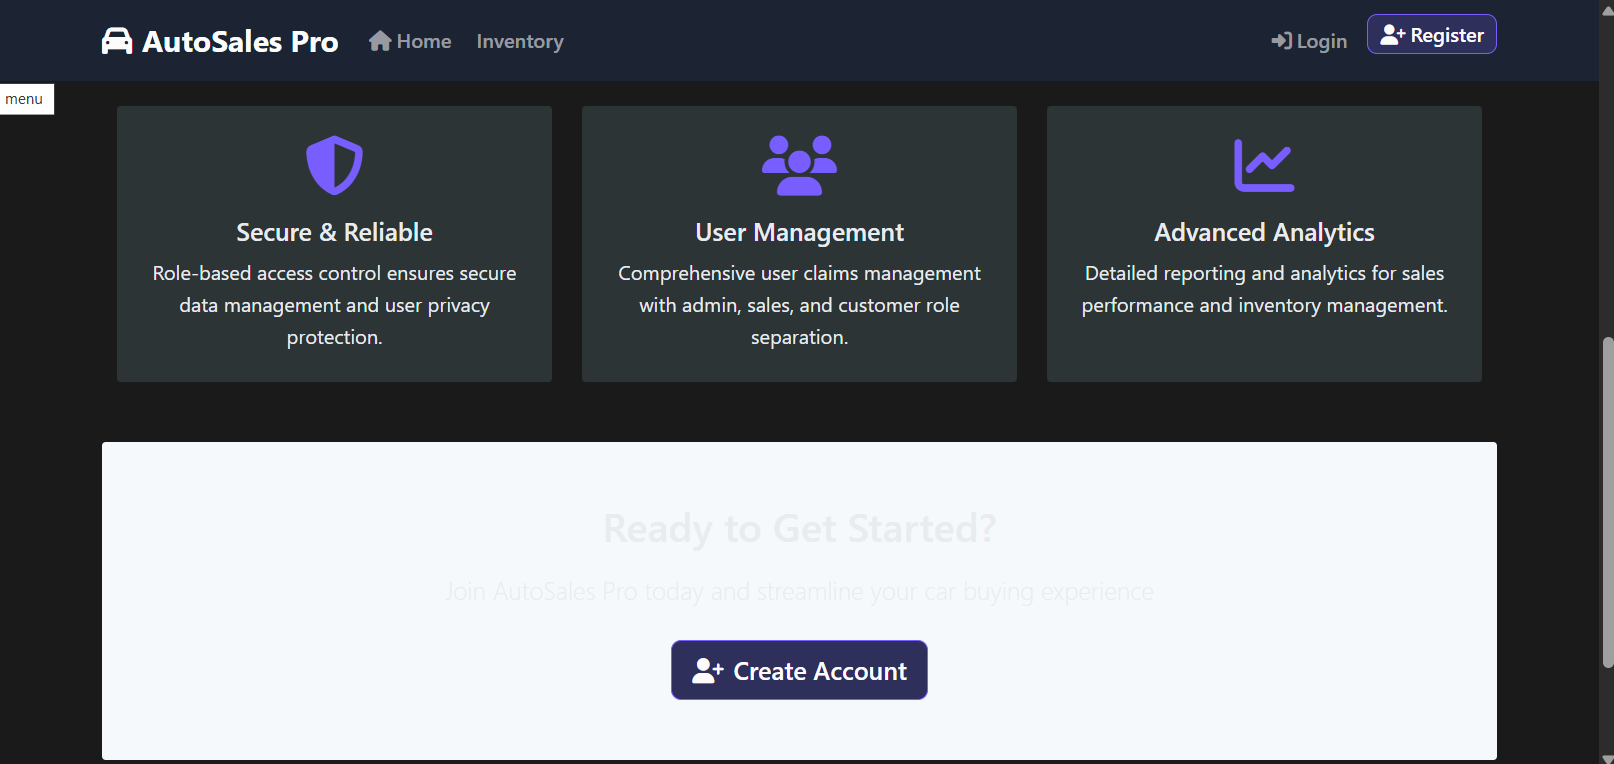 AutoSales Pro Home Inventory Login Register
menu
Secure & Reliable
Role-based access control ensures secure
data management and user privacy
protection.
User Management
Comprehensive user claims management
with admin, sales, and customer role
separation.
Advanced Analytics
Detailed reporting and analytics for sales
performance and inventory management.
Ready to Get Started?
Join AutoSales Pro today and streamline your car buying experience
Create Account